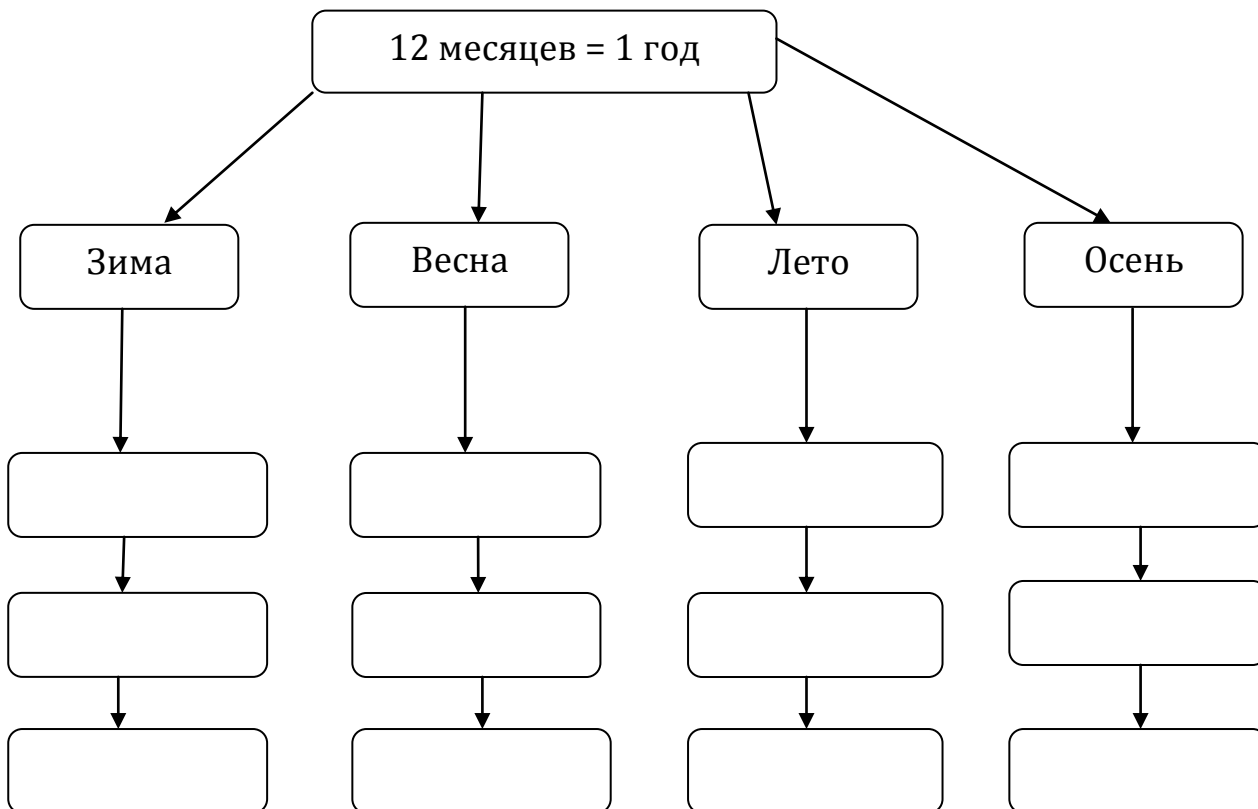 12 месяцев = 1 год
Зима
Весна
Лето
Осень